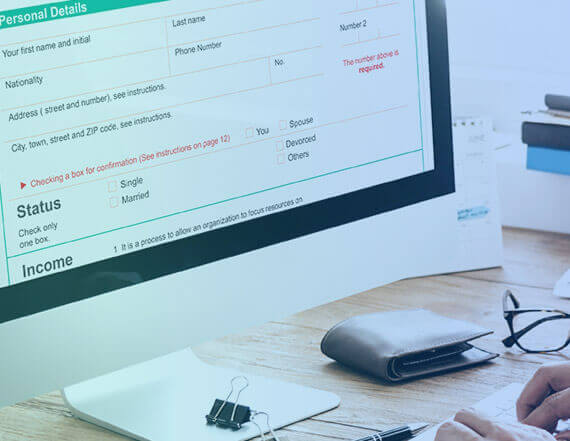 Personal Details
Your first name and initial
Last name
Number 2
Nationality
Phone Number
No.
The number above is
required.
Address ( street and number), see instructions.
City, town, street and ZIP code, see instructions.
▶ Checking a box for confirmation (See instructions on page 12)
You
Spouse
Status
Check only
one box.
Single
Married
Divorced
Others
Income
1 It is a process to allow an organization to focus resources on